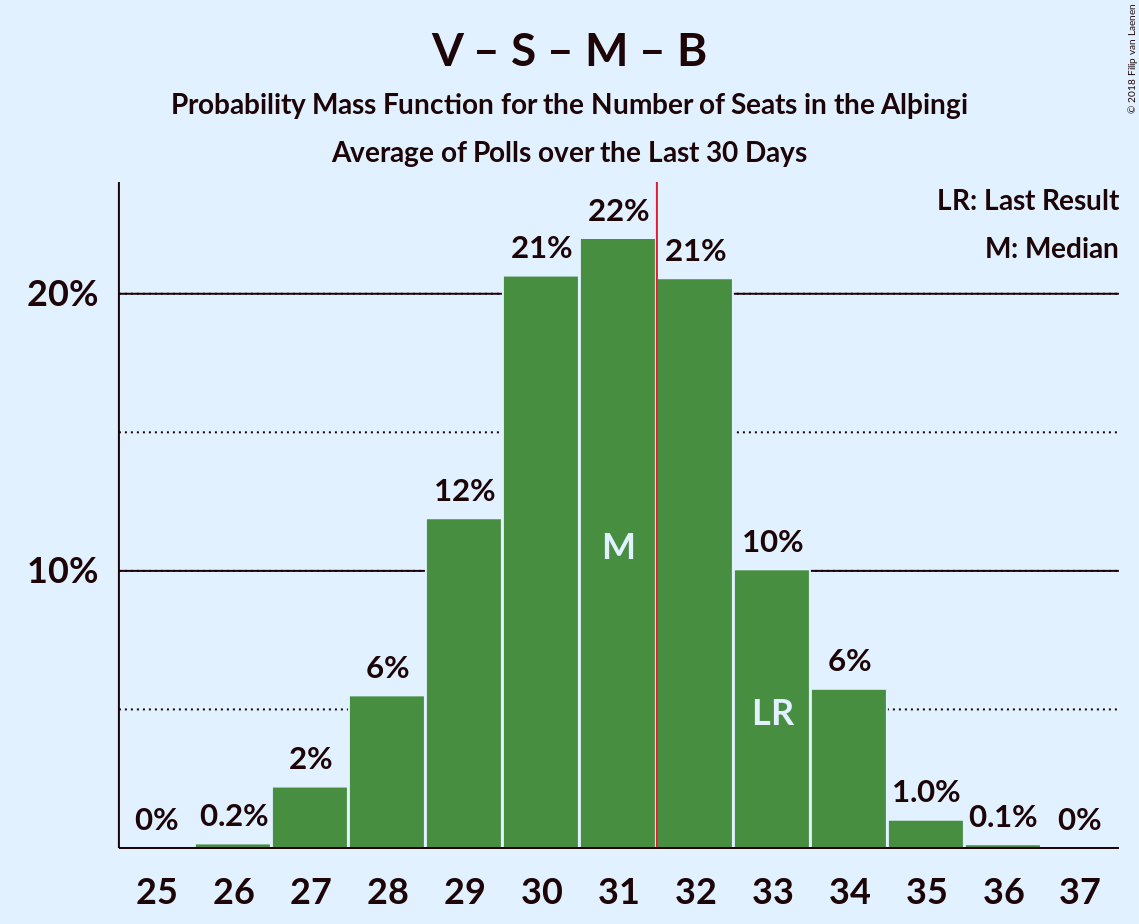 V – S – M – B
Probability Mass Function for the Number of Seats in the Alþingi
Average of Polls over the Last 30 Days
© 2018 Filip van Laenen
LR: Last Result
M: Median
20%
10%
0%
0.2%
2%
6%
12%
21%
22%
21%
10%
6%
1.0%
0.1%
0%
M
LR
25 26 27 28 29 30 31 32 33 34 35 36 37